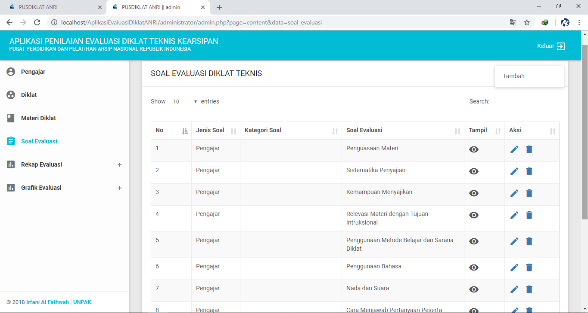 PUSDIKLAT ANRI
PUSDIKLAT ANRI || admin
localhost/AplikasiEvaluasiDiklatANRI/administrator/admin.php?page=content&data=soal_evaluasi
APLIKASI PENILAIAN EVALUASI DIKLAT TEKNIS KEARSIPAN
PUSAT PENDIDIKAN DAN PELATIHAN ARSIP NASIONAL REPUBLIK INDONESIA
Keluar
Pengajar
Diklat
Materi Diklat
Soal Evaluasi
Rekap Evaluasi +
Grafik Evaluasi +
© 2018 Irfani Al Fathwah | UNPAK
SOAL EVALUASI DIKLAT TEKNIS
Tambah
Show 10 entries
Search:
No Jenis Soal Kategori Soal Soal Evaluasi Tampil Aksi
1 Pengajar Penguasaan Materi
2 Pengajar Sistematika Penyajian
3 Pengajar Kemampuan Menyajikan
4 Pengajar Relevasi Materi dengan Tujuan
Intruksional
5 Pengajar Penggunaan Metode Belajar dan Sarana
Diklat
6 Pengajar Penggunaan Bahasa
7 Pengajar Nada dan Suara
8 Pengajar Cara Menjawab Pertanyaan Peserta